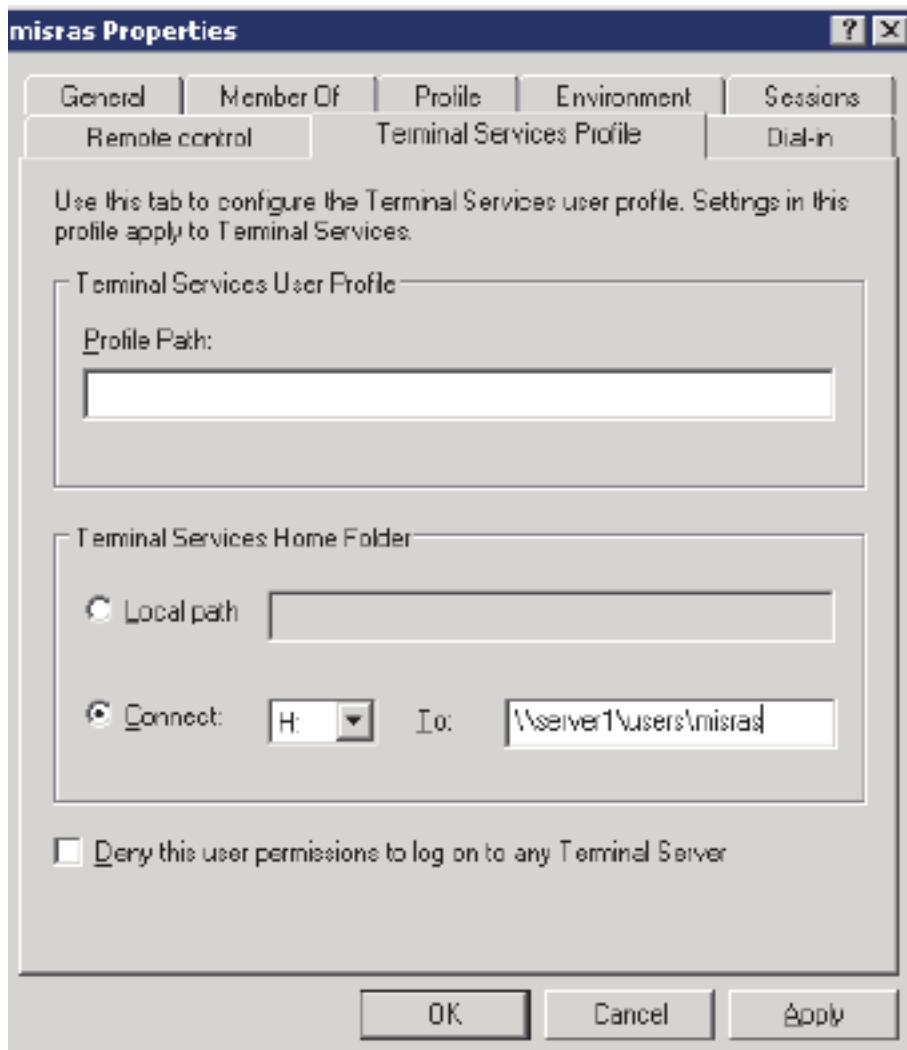 misras Properties
General Member Of Profile Environment Sessions
Remote control Terminal Services Profile Dial-in
Use this tab to configure the Terminal Services user profile. Settings in this
profile apply to Terminal Services.
Terminal Services User Profile
Profile Path:
Terminal Services Home Folder
Local path
Connect: H: To: \\server1\users\misras
Deny this user permissions to log on to any Terminal Server
OK Cancel Apply